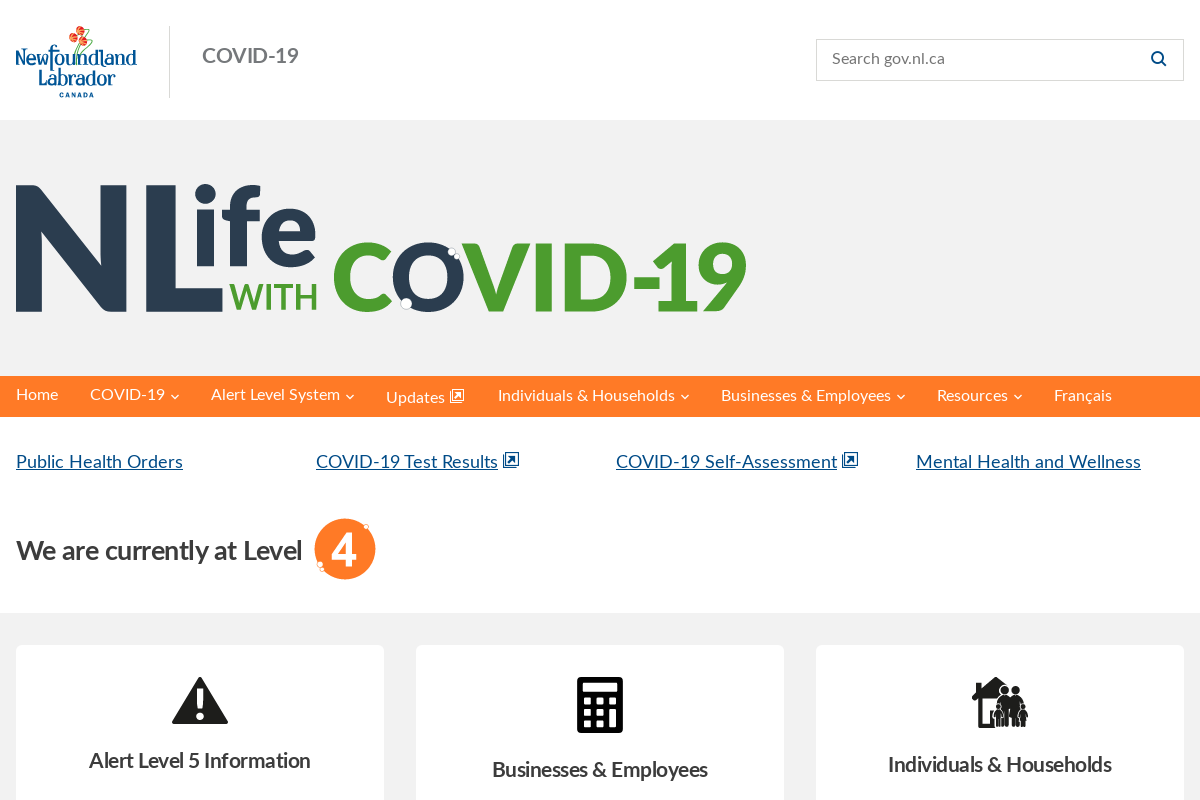 Newfoundland
Labrador
CANADA
COVID-19
Search gov.nl.ca
NLife
WITH COVID-19
Home COVID-19 Alert Level System Updates Individuals & Households Businesses & Employees Resources Français
Public Health Orders COVID-19 Test Results COVID-19 Self-Assessment Mental Health and Wellness
We are currently at Level 4
Alert Level 5 Information
Businesses & Employees
Individuals & Households